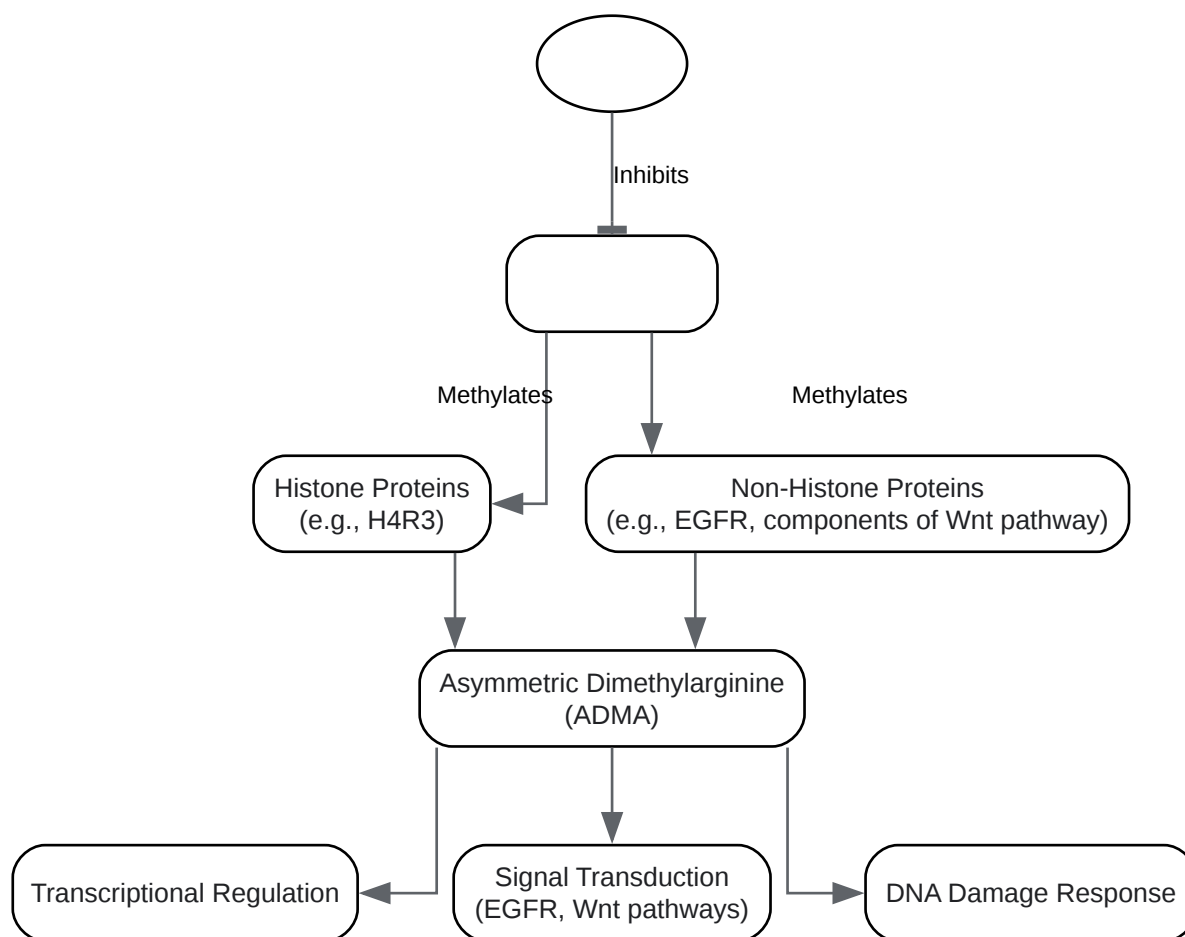 Inhibits
Methylates
Methylates
Histone Proteins
(e.g., H4R3)
Non-Histone Proteins
(e.g., EGFR, components of Wnt pathway)
Asymmetric Dimethylarginine
(ADMA)
Transcriptional Regulation
Signal Transduction
(EGFR, Wnt pathways)
DNA Damage Response